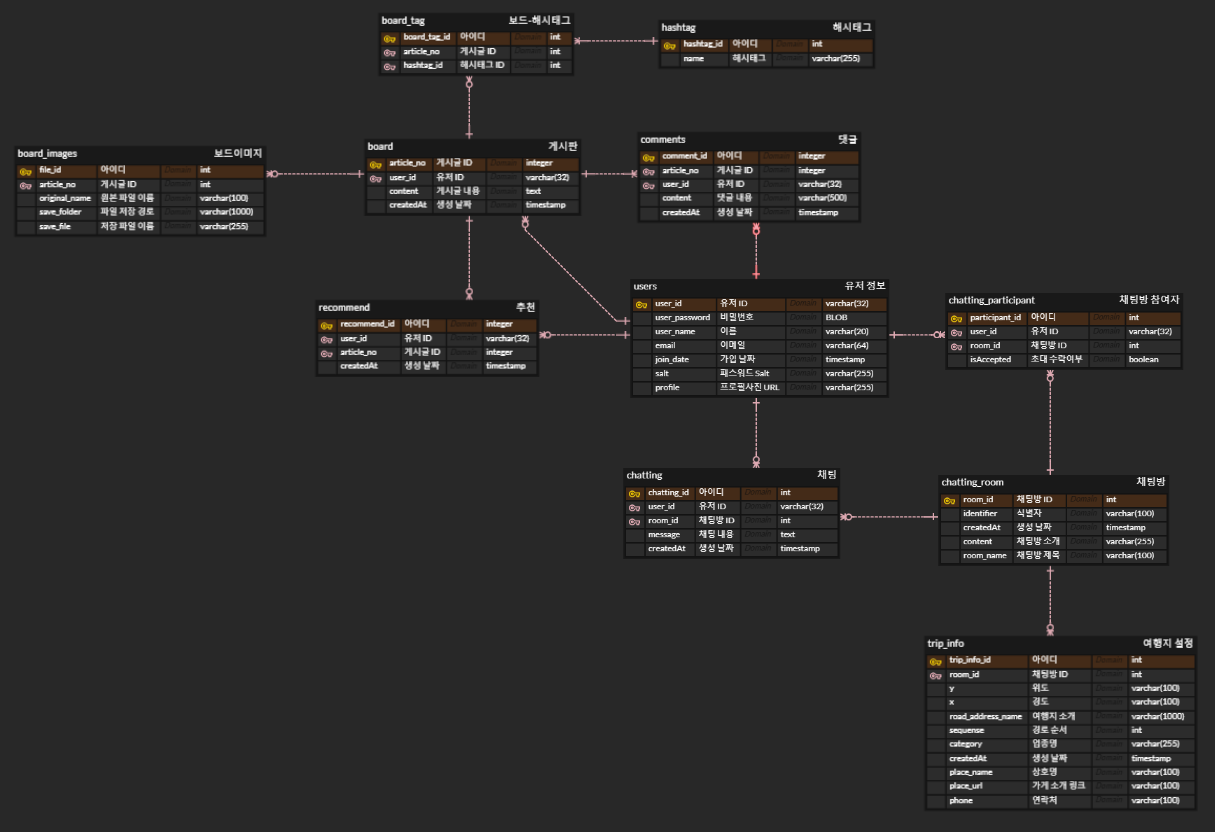 board_tag 보드-해시태그
board_tag_id 아이디 Domain int
article_no 게시글 ID Domain int
hashtag_id 해시태그 ID Domain int
hashtag 해시태그
hashtag_id 아이디 Domain int
name 해시태그 Domain varchar(255)
board_images 보드이미지
file_id 아이디 Domain int
article_no 게시글 ID Domain int
original_name 원본 파일 이름 Domain varchar(100)
save_folder 파일 저장 경로 Domain varchar(1000)
save_file 저장 파일 이름 Domain varchar(255)
board 게시판
article_no 게시글 ID Domain integer
user_id 유저 ID Domain varchar(32)
content 게시글 내용 Domain text
createdAt 생성 날짜 Domain timestamp
comments 댓글
comment_id 아이디 Domain integer
article_no 게시글 ID Domain integer
user_id 유저 ID Domain varchar(32)
content 댓글 내용 Domain varchar(500)
createdAt 생성 날짜 Domain timestamp
recommend 추천
recommend_id 아이디 Domain integer
user_id 유저 ID Domain varchar(32)
article_no 게시글 ID Domain integer
createdAt 생성 날짜 Domain timestamp
users 유저 정보
user_id 유저 ID Domain varchar(32)
user_password 비밀번호 Domain BLOB
user_name 이름 Domain varchar(20)
email 이메일 Domain varchar(64)
join_date 가입 날짜 Domain timestamp
salt 패스워드 Salt Domain varchar(255)
profile 프로필사진 URL Domain varchar(255)
chatting_participant 채팅방 참여자
participant_id 아이디 Domain int
user_id 유저 ID Domain varchar(32)
room_id 채팅방 ID Domain int
isAccepted 초대 수락여부 Domain boolean
chatting 채팅
chatting_id 아이디 Domain int
user_id 유저 ID Domain varchar(32)
room_id 채팅방 ID Domain int
message 채팅 내용 Domain text
createdAt 생성 날짜 Domain timestamp
chatting_room 채팅방
room_id 채팅방 ID Domain int
identifier 식별자 Domain varchar(100)
createdAt 생성 날짜 Domain timestamp
content 채팅방 소개 Domain varchar(255)
room_name 채팅방 제목 Domain varchar(100)
trip_info 여행지 설정
trip_info_id 아이디 Domain int
room_id 채팅방 ID Domain int
y 위도 Domain varchar(100)
x 경도 Domain varchar(100)
road_address_name 여행지 소개 Domain varchar(1000)
sequense 경로 순서 Domain int
category 업종명 Domain varchar(255)
createdAt 생성 날짜 Domain timestamp
place_name 상호명 Domain varchar(100)
place_url 가게 소개 링크 Domain varchar(100)
phone 연락처 Domain varchar(100)